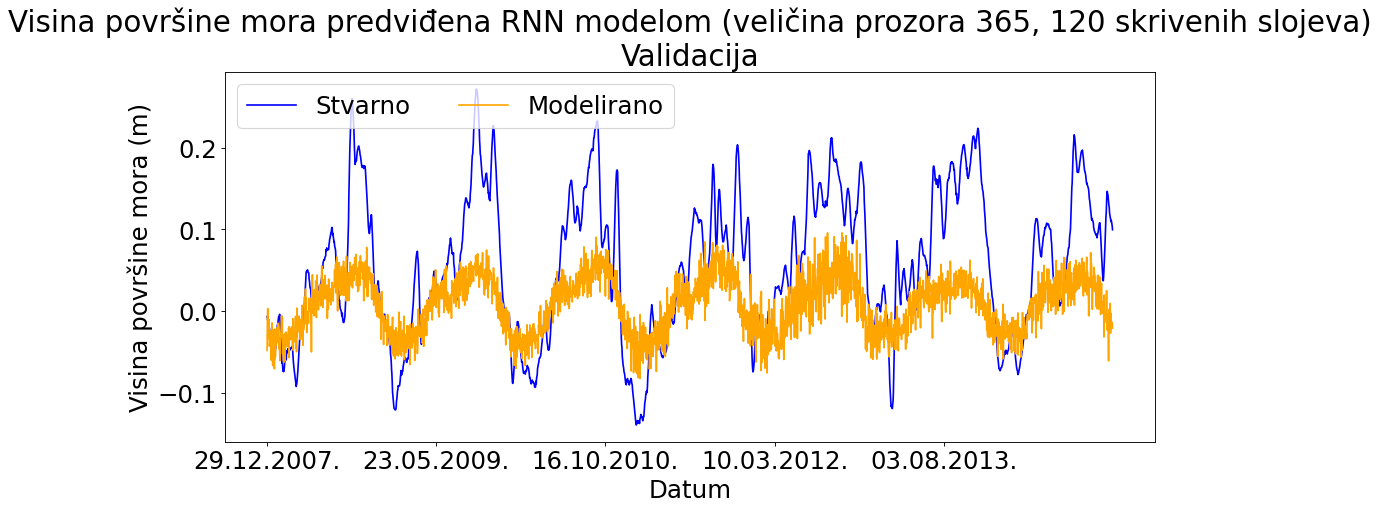 Visina površine mora predviđena RNN modelom (veličina prozora 365, 120 skrivenih slojeva)
Validacija
Stvarno
Modelirano
Visina površine mora (m)
0.2
0.1
0.0
−0.1
29.12.2007.
23.05.2009.
16.10.2010.
10.03.2012.
03.08.2013.
Datum